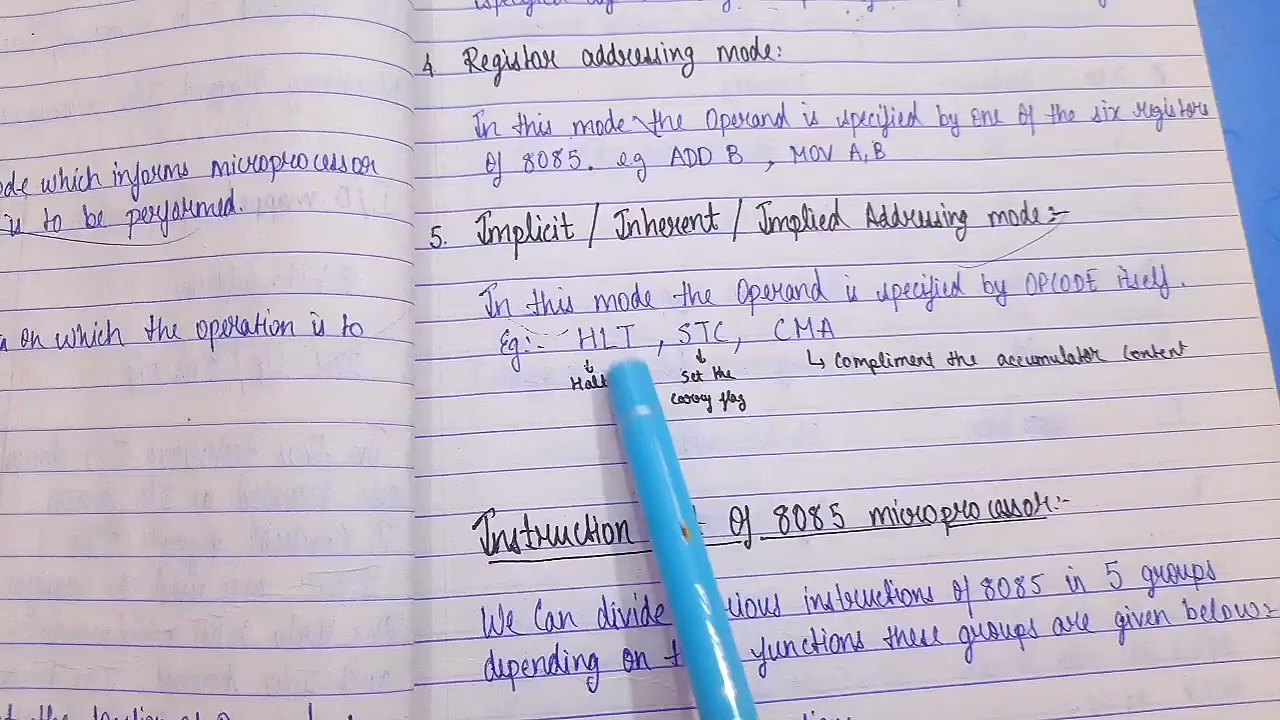 ode which informs microprocessor
is to be performed.
on which the operation is to
4. Register addressing mode:
In this mode the Operand is specified by one of the six registers
of 8085. eg ADD B , MOV A,B
5. Implicit / Inherent / Implied Addressing mode:-
In this mode the Operand is specified by OPCODE itself.
Eg:- HLT , STC, CMA
↓ Halt ↓ Set the carry flag ↳ Compliment the accumulator content
Instruction Of 8085 microprocessor:-
We Can divide instructions of 8085 in 5 groups
depending on functions these groups are given below:-